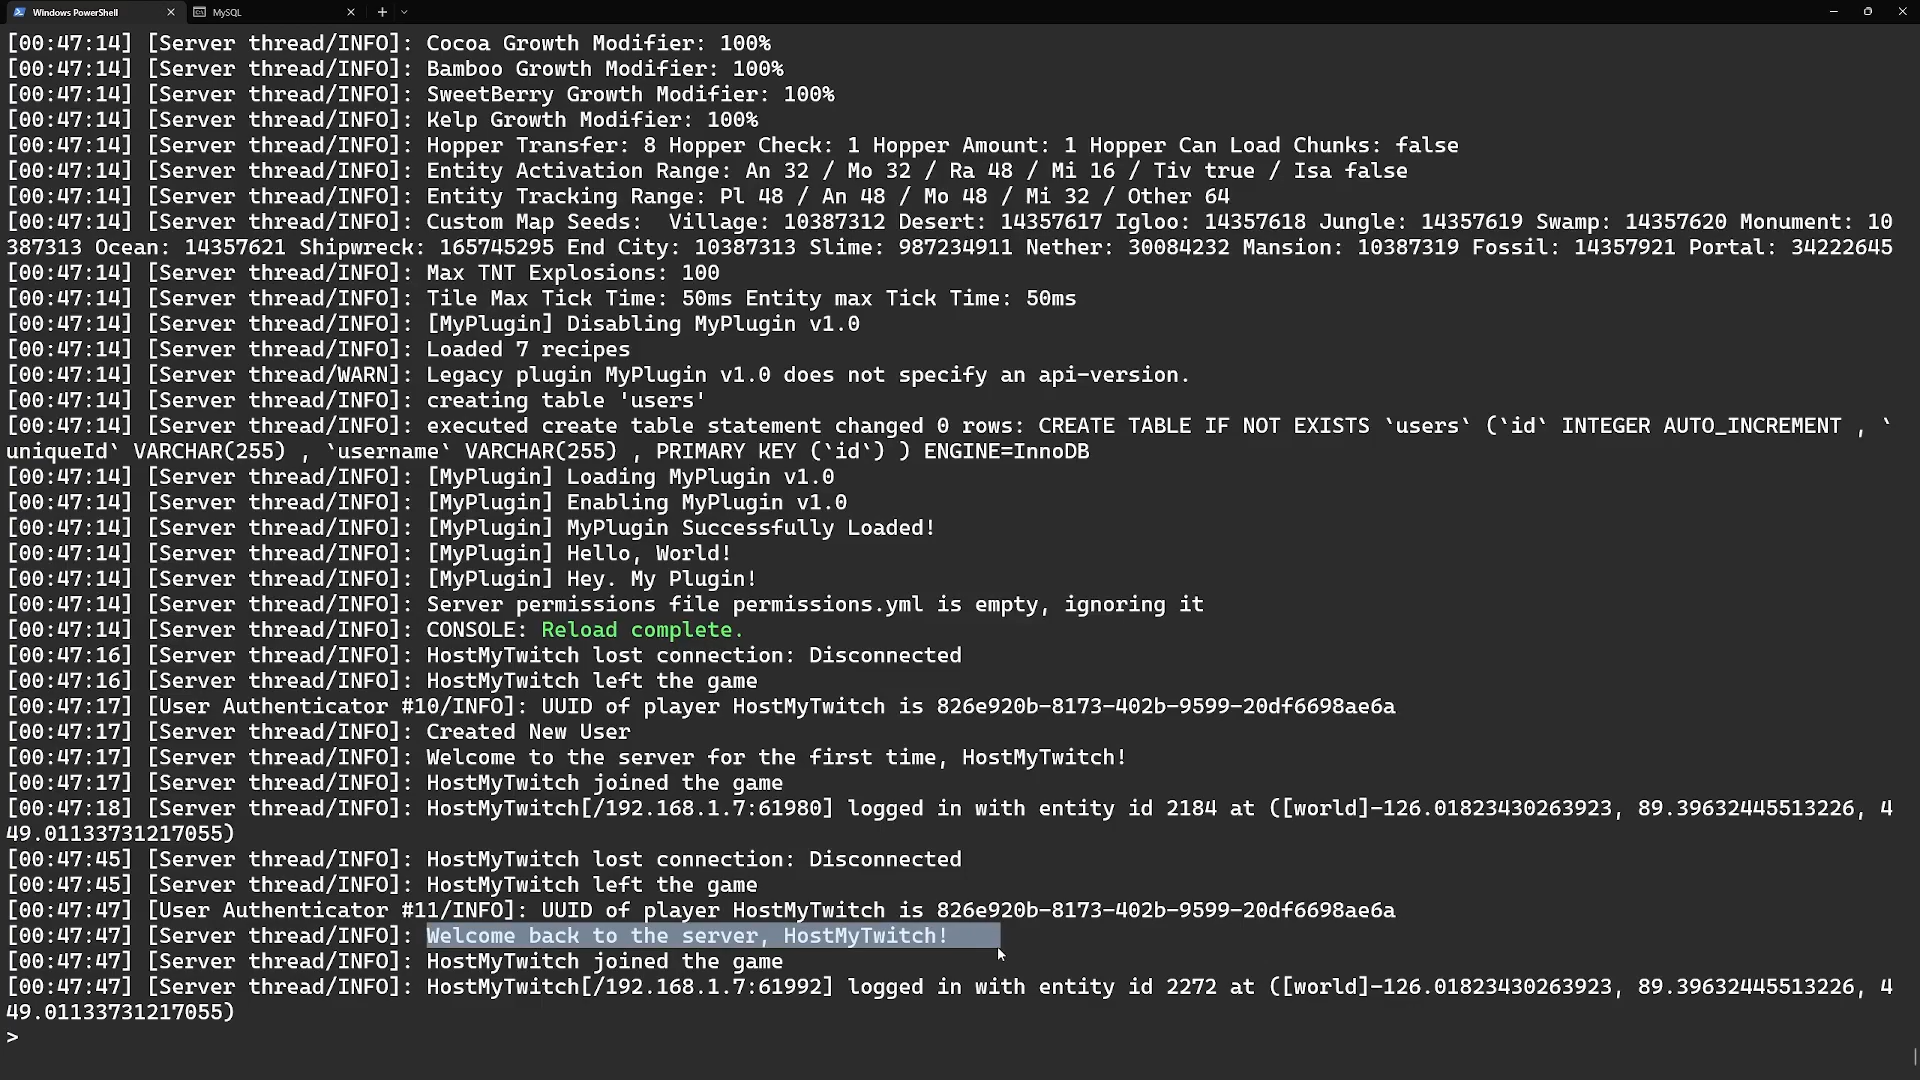 Windows PowerShell
MySQL
[00:47:14] [Server thread/INFO]: Cocoa Growth Modifier: 100%
[00:47:14] [Server thread/INFO]: Bamboo Growth Modifier: 100%
[00:47:14] [Server thread/INFO]: SweetBerry Growth Modifier: 100%
[00:47:14] [Server thread/INFO]: Kelp Growth Modifier: 100%
[00:47:14] [Server thread/INFO]: Hopper Transfer: 8 Hopper Check: 1 Hopper Amount: 1 Hopper Can Load Chunks: false
[00:47:14] [Server thread/INFO]: Entity Activation Range: An 32 / Mo 32 / Ra 48 / Mi 16 / Tiv true / Isa false
[00:47:14] [Server thread/INFO]: Entity Tracking Range: Pl 48 / An 48 / Mo 48 / Mi 32 / Other 64
[00:47:14] [Server thread/INFO]: Custom Map Seeds:  Village: 10387312 Desert: 14357617 Igloo: 14357618 Jungle: 14357619 Swamp: 14357620 Monument: 10
387313 Ocean: 14357621 Shipwreck: 165745295 End City: 10387313 Slime: 987234911 Nether: 30084232 Mansion: 10387319 Fossil: 14357921 Portal: 34222645
[00:47:14] [Server thread/INFO]: Max TNT Explosions: 100
[00:47:14] [Server thread/INFO]: Tile Max Tick Time: 50ms Entity max Tick Time: 50ms
[00:47:14] [Server thread/INFO]: [MyPlugin] Disabling MyPlugin v1.0
[00:47:14] [Server thread/INFO]: Loaded 7 recipes
[00:47:14] [Server thread/WARN]: Legacy plugin MyPlugin v1.0 does not specify an api-version.
[00:47:14] [Server thread/INFO]: creating table 'users'
[00:47:14] [Server thread/INFO]: executed create table statement changed 0 rows: CREATE TABLE IF NOT EXISTS `users` (`id` INTEGER AUTO_INCREMENT , `
uniqueId` VARCHAR(255) , `username` VARCHAR(255) , PRIMARY KEY (`id`) ) ENGINE=InnoDB
[00:47:14] [Server thread/INFO]: [MyPlugin] Loading MyPlugin v1.0
[00:47:14] [Server thread/INFO]: [MyPlugin] Enabling MyPlugin v1.0
[00:47:14] [Server thread/INFO]: [MyPlugin] MyPlugin Successfully Loaded!
[00:47:14] [Server thread/INFO]: [MyPlugin] Hello, World!
[00:47:14] [Server thread/INFO]: [MyPlugin] Hey. My Plugin!
[00:47:14] [Server thread/INFO]: Server permissions file permissions.yml is empty, ignoring it
[00:47:14] [Server thread/INFO]: CONSOLE: Reload complete.
[00:47:16] [Server thread/INFO]: HostMyTwitch lost connection: Disconnected
[00:47:16] [Server thread/INFO]: HostMyTwitch left the game
[00:47:17] [User Authenticator #10/INFO]: UUID of player HostMyTwitch is 826e920b-8173-402b-9599-20df6698ae6a
[00:47:17] [Server thread/INFO]: Created New User
[00:47:17] [Server thread/INFO]: Welcome to the server for the first time, HostMyTwitch!
[00:47:17] [Server thread/INFO]: HostMyTwitch joined the game
[00:47:18] [Server thread/INFO]: HostMyTwitch[/192.168.1.7:61980] logged in with entity id 2184 at ([world]-126.01823430263923, 89.39632445513226, 4
49.01133731217055)
[00:47:45] [Server thread/INFO]: HostMyTwitch lost connection: Disconnected
[00:47:45] [Server thread/INFO]: HostMyTwitch left the game
[00:47:47] [User Authenticator #11/INFO]: UUID of player HostMyTwitch is 826e920b-8173-402b-9599-20df6698ae6a
[00:47:47] [Server thread/INFO]: Welcome back to the server, HostMyTwitch!
[00:47:47] [Server thread/INFO]: HostMyTwitch joined the game
[00:47:47] [Server thread/INFO]: HostMyTwitch[/192.168.1.7:61992] logged in with entity id 2272 at ([world]-126.01823430263923, 89.39632445513226, 4
49.01133731217055)
>